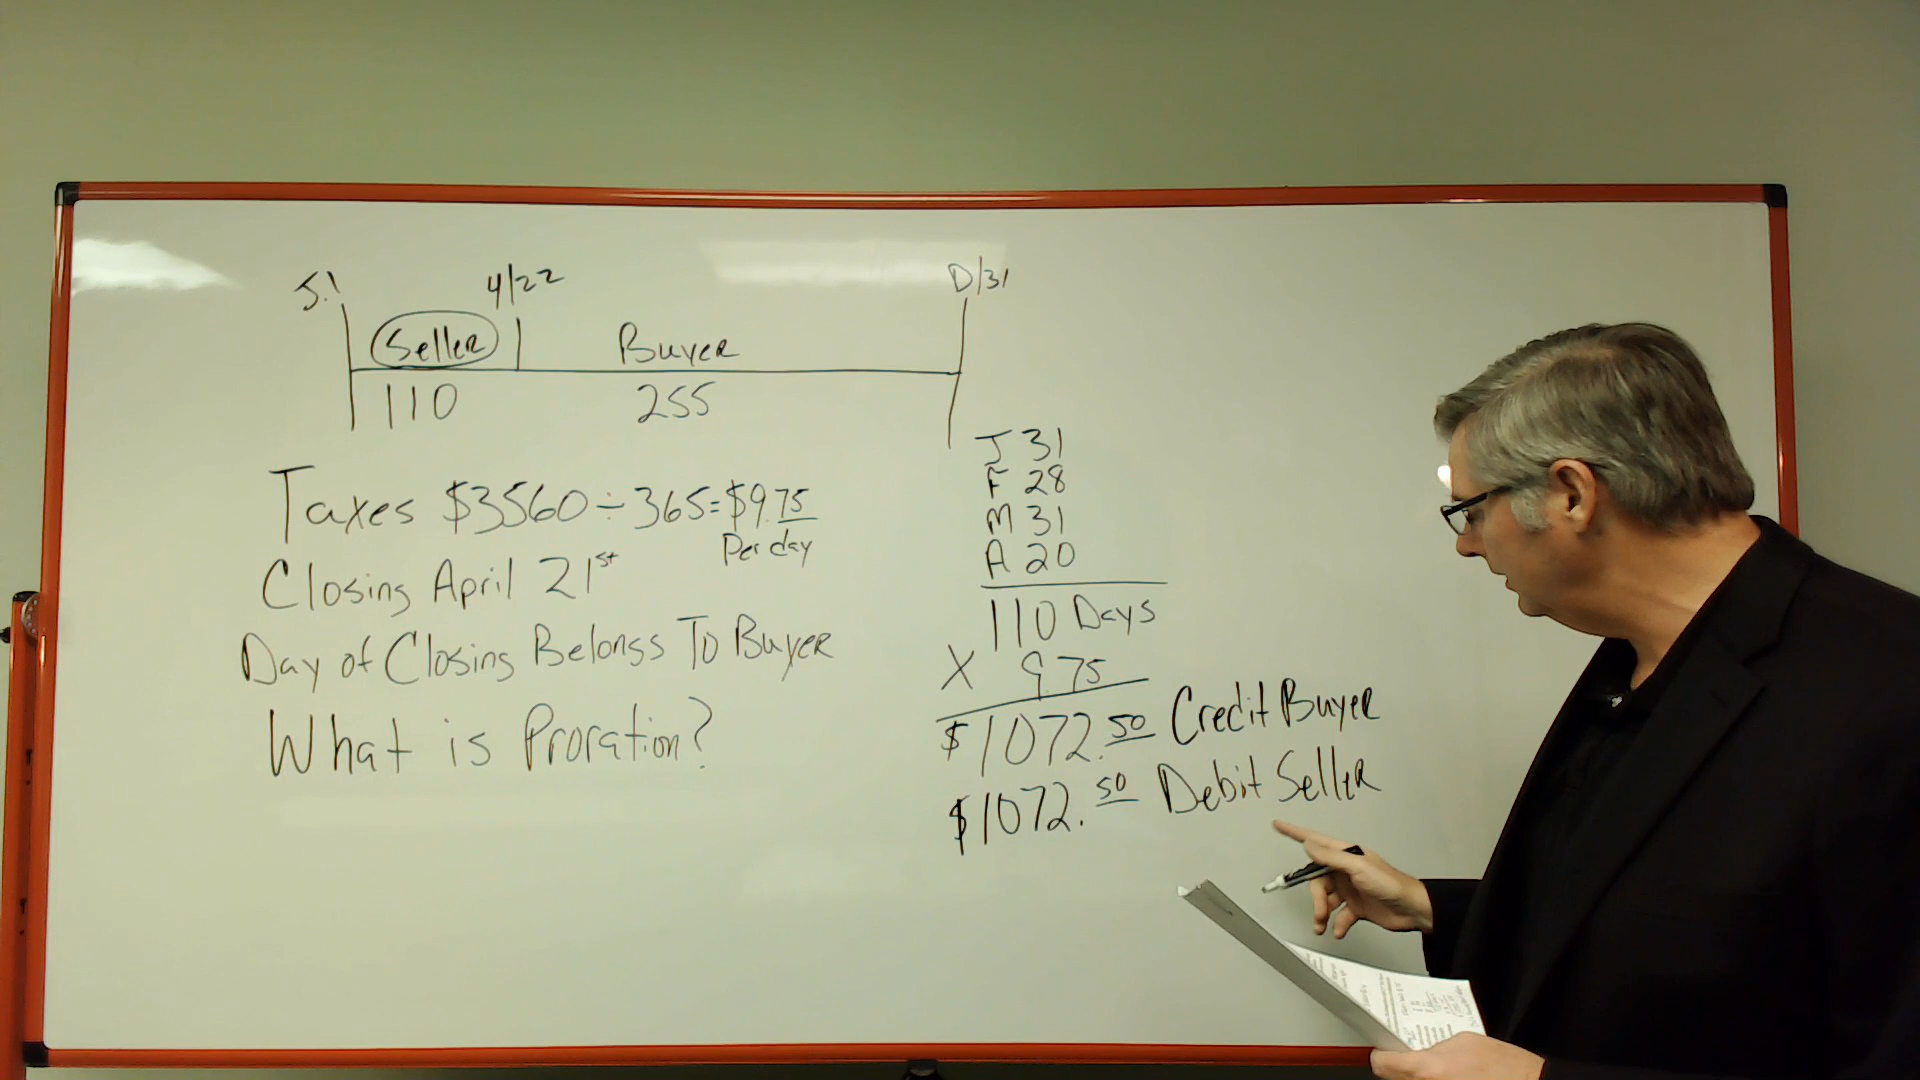 J.1 4/22 D/31
Seller Buyer
110 255
Taxes $3560 ÷ 365 = $9.75
Per day
Closing April 21st
Day of Closing Belongs To Buyer
What is Proration?
J 31
F 28
M 31
A 20
110 Days
X 9.75
$1072.50 Credit Buyer
$1072.50 Debit Seller